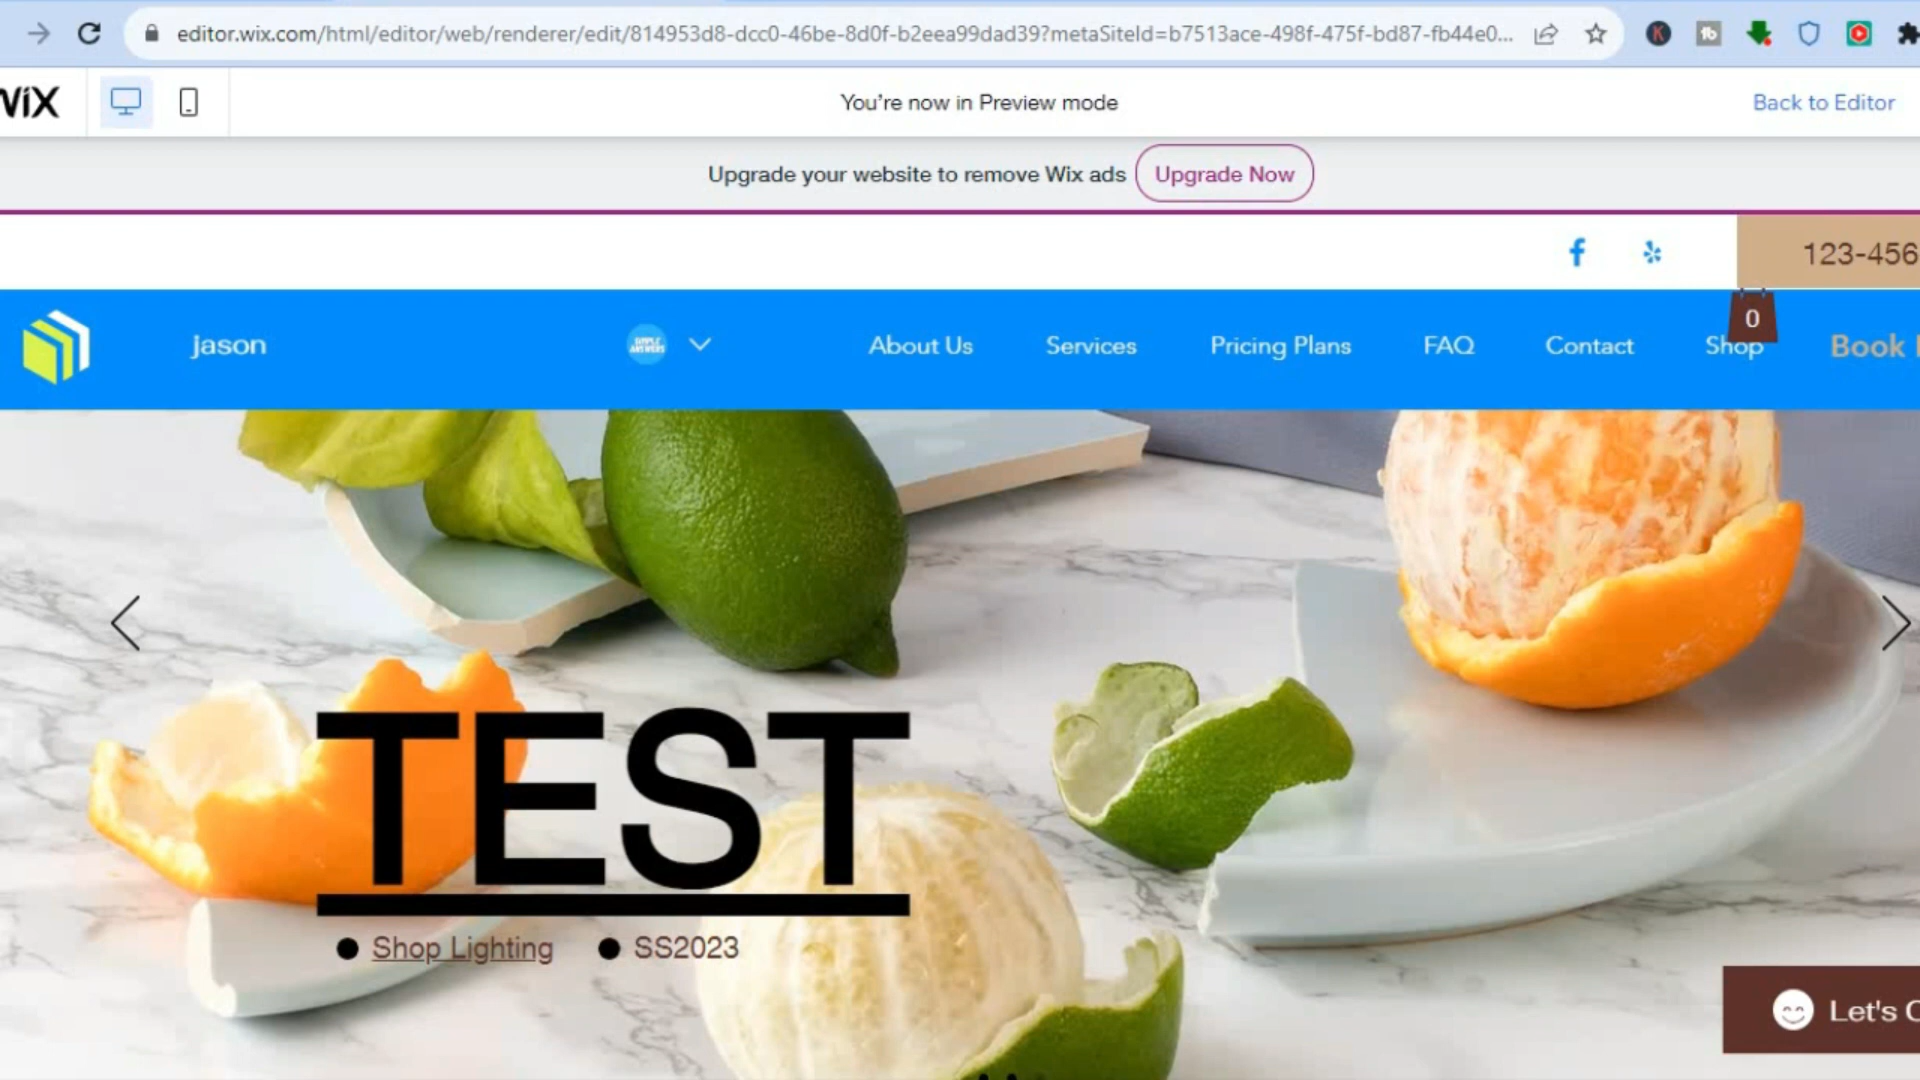 editor.wix.com/html/editor/web/renderer/edit/814953d8-dcc0-46be-8d0f-b2eea99dad39?metaSiteId=b7513ace-498f-475f-bd87-fb44e0...
WiX
You're now in Preview mode
Back to Editor
Upgrade your website to remove Wix ads
Upgrade Now
123-456
jason
SIMPLE ANSWERS
About Us
Services
Pricing Plans
FAQ
Contact
Shop
0
Book
TEST
Shop Lighting
SS2023
Let's